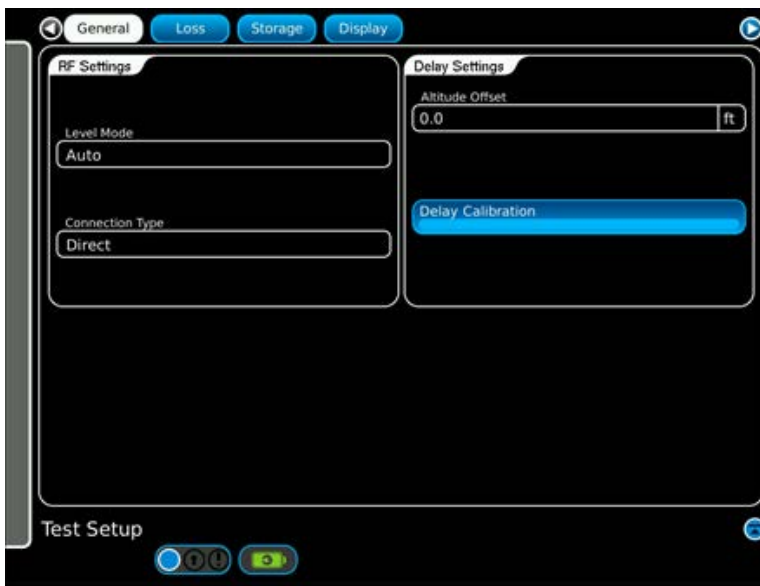 General Loss Storage Display
RF Settings
Level Mode
Auto
Connection Type
Direct
Delay Settings
Altitude Offset
0.0 ft
Delay Calibration
Test Setup